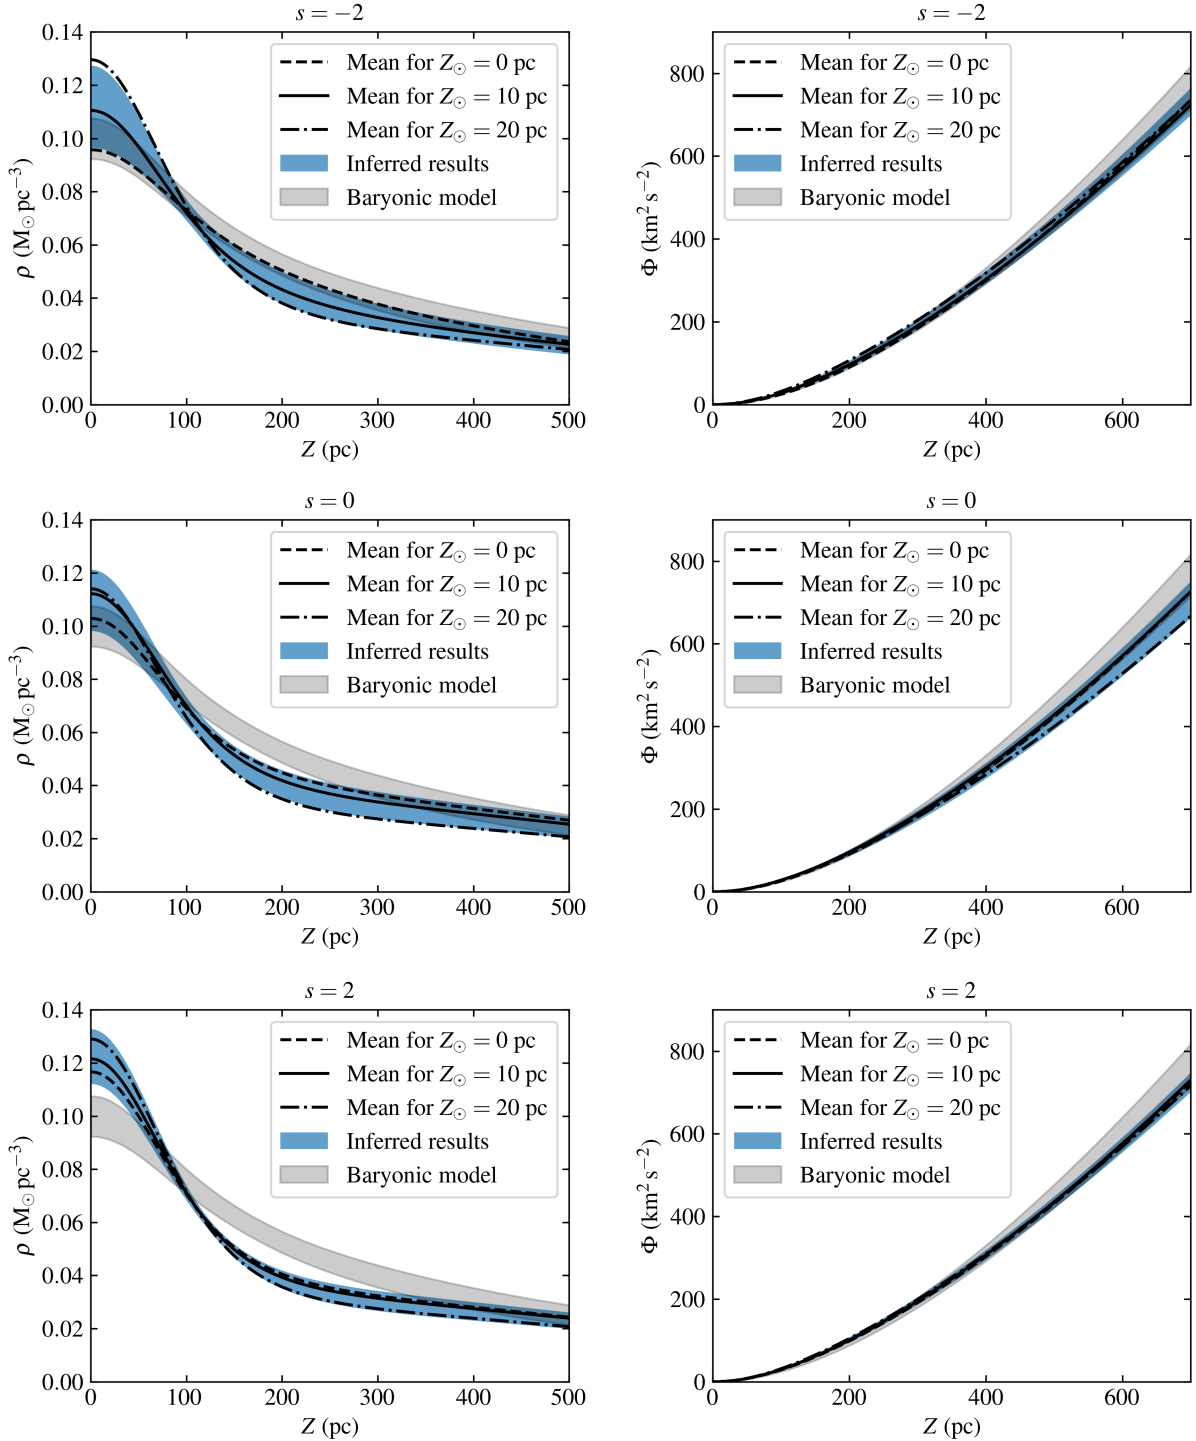 s = −2
0.14
0.12
0.10
0.08
0.06
0.04
0.02
0.00
ρ (M☉ pc⁻³)
Mean for Z☉ = 0 pc
Mean for Z☉ = 10 pc
Mean for Z☉ = 20 pc
Inferred results
Baryonic model
0 100 200 300 400 500
Z (pc)
s = −2
800
600
400
200
0
Φ (km² s⁻²)
Mean for Z☉ = 0 pc
Mean for Z☉ = 10 pc
Mean for Z☉ = 20 pc
Inferred results
Baryonic model
0 200 400 600
Z (pc)
s = 0
0.14
0.12
0.10
0.08
0.06
0.04
0.02
0.00
ρ (M☉ pc⁻³)
Mean for Z☉ = 0 pc
Mean for Z☉ = 10 pc
Mean for Z☉ = 20 pc
Inferred results
Baryonic model
0 100 200 300 400 500
Z (pc)
s = 0
800
600
400
200
0
Φ (km² s⁻²)
Mean for Z☉ = 0 pc
Mean for Z☉ = 10 pc
Mean for Z☉ = 20 pc
Inferred results
Baryonic model
0 200 400 600
Z (pc)
s = 2
0.14
0.12
0.10
0.08
0.06
0.04
0.02
0.00
ρ (M☉ pc⁻³)
Mean for Z☉ = 0 pc
Mean for Z☉ = 10 pc
Mean for Z☉ = 20 pc
Inferred results
Baryonic model
0 100 200 300 400 500
Z (pc)
s = 2
800
600
400
200
0
Φ (km² s⁻²)
Mean for Z☉ = 0 pc
Mean for Z☉ = 10 pc
Mean for Z☉ = 20 pc
Inferred results
Baryonic model
0 200 400 600
Z (pc)